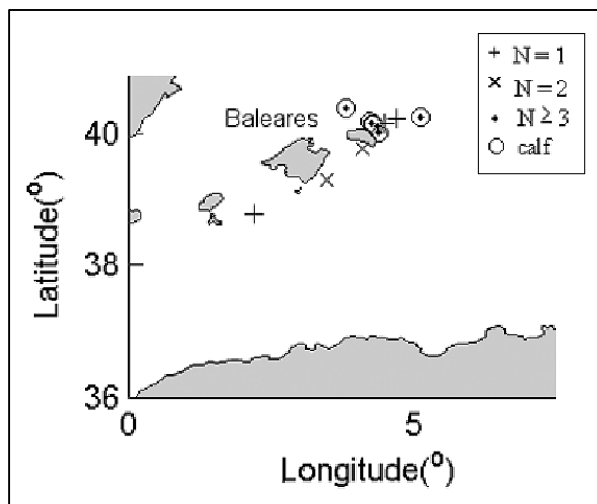 + N = 1
× N = 2
• N ≥ 3
○ calf
Baleares
40
38
36
0
5
Latitude(º)
Longitude(º)